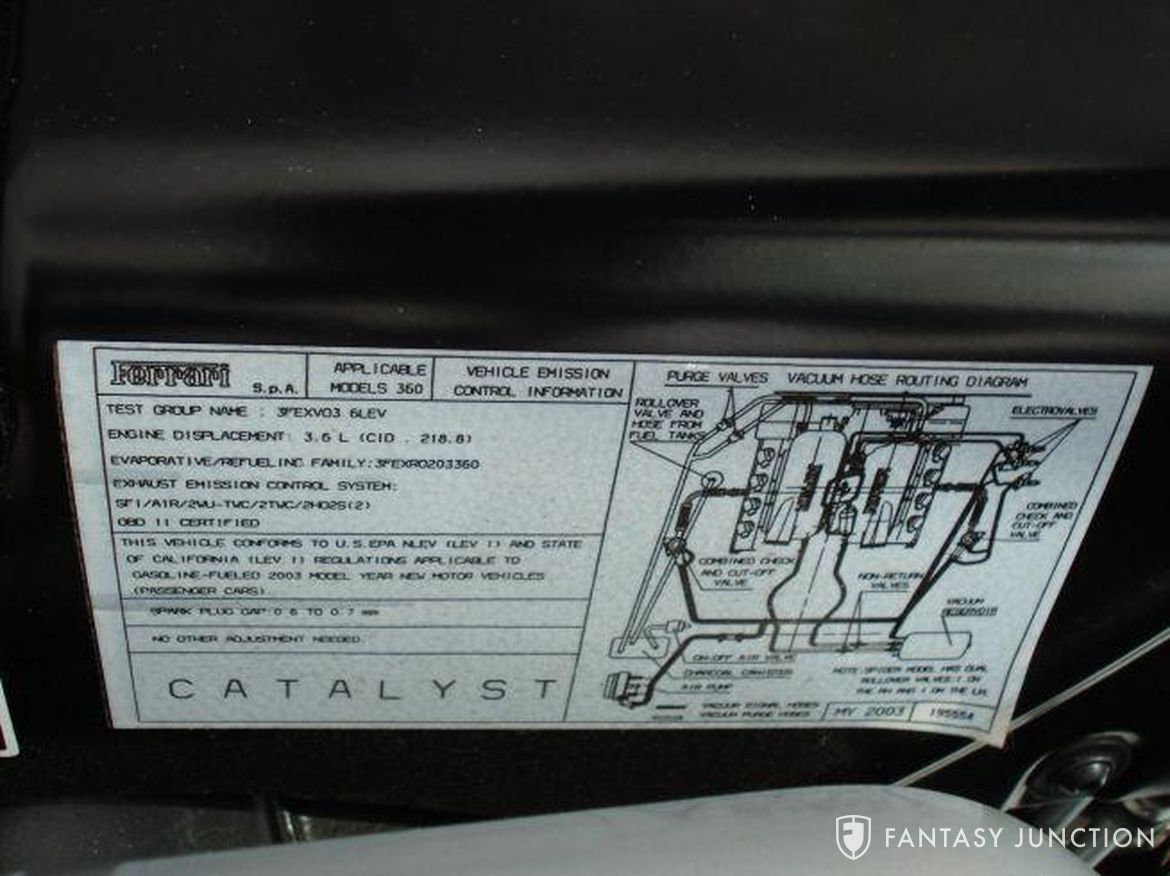 Ferrari S.p.A.
APPLICABLE
MODELS 360
VEHICLE EMISSION
CONTROL INFORMATION
TEST GROUP NAME : 3FEXV03.6LEV
ENGINE DISPLACEMENT: 3.6 L (CID . 218.8)
EVAPORATIVE/REFUELING FAMILY:3FEXR0203360
EXHAUST EMISSION CONTROL SYSTEM:
SFI/AIR/2WU-TWC/2TWC/2HO2S(2)
OBD II CERTIFIED
THIS VEHICLE CONFORMS TO U.S.EPA NLEV (LEV I) AND STATE
OF CALIFORNIA (LEV I) REGULATIONS APPLICABLE TO
GASOLINE-FUELED 2003 MODEL YEAR NEW MOTOR VEHICLES
(PASSENGER CARS)
SPARK PLUG GAP:0.6 TO 0.7 mm
NO OTHER ADJUSTMENT NEEDED.
CATALYST
PURGE VALVES VACUUM HOSE ROUTING DIAGRAM
ROLLOVER
VALVE AND
HOSE FROM
FUEL TANKS
ELECTROVALVES
COMBINED
CHECK AND
CUT-OFF
VALVE
COMBINED CHECK
AND CUT-OFF
VALVE
NON-RETURN
VALVES
VACUUM
RESERVOIR
ON-OFF AIR VALVE
CHARCOAL CANISTER
AIR PUMP
NOTE:SPIDER MODEL HAS DUAL
ROLLOVER VALVES:1 ON
THE RH AND 1 ON THE LH.
VACUUM SIGNAL HOSES
VACUUM PURGE HOSES
MY 2003
195554
FANTASY JUNCTION